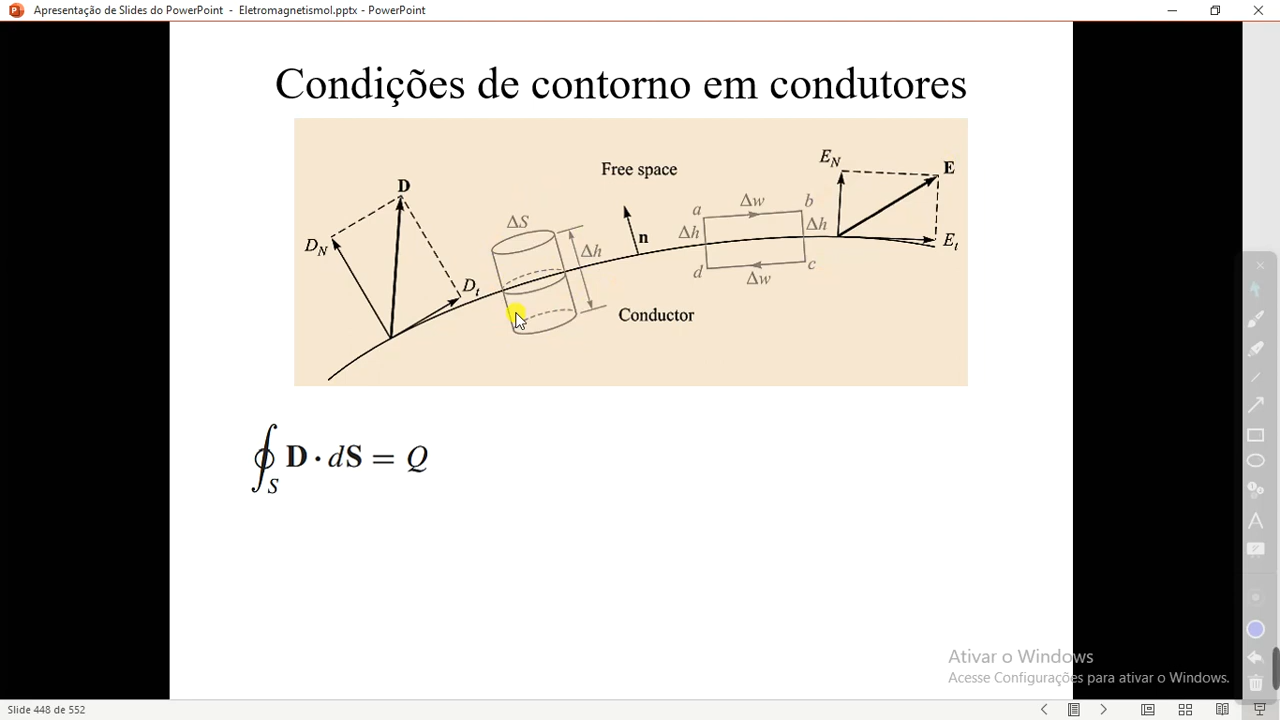 Apresentação de Slides do PowerPoint - Eletromagnetismol.pptx - PowerPoint
Condições de contorno em condutores
Free space
E_N
E
D
a
Δw
b
ΔS
Δh
Δh
n
D_N
Δh
E_t
d
c
Δw
D_t
Conductor
∮_S D · dS = Q
Ativar o Windows
Acesse Configurações para ativar o Windows.
Slide 448 de 552